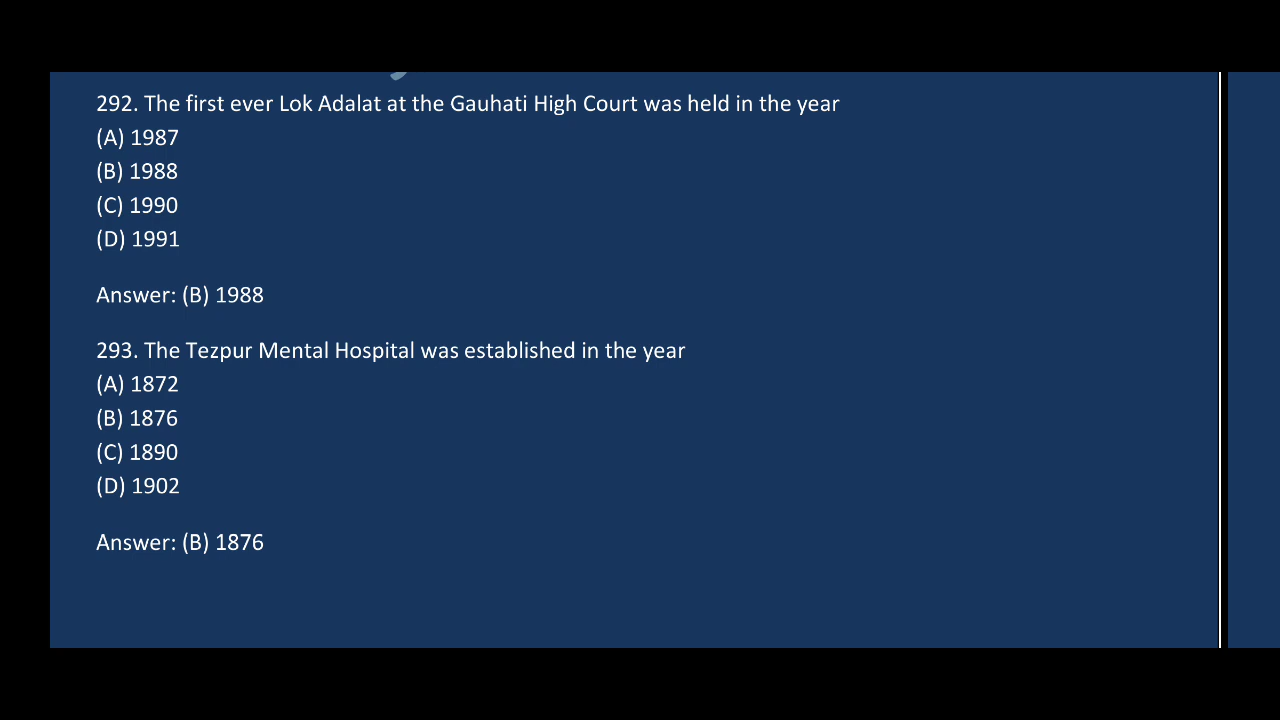 292. The first ever Lok Adalat at the Gauhati High Court was held in the year
(A) 1987
(B) 1988
(C) 1990
(D) 1991
Answer: (B) 1988
293. The Tezpur Mental Hospital was established in the year
(A) 1872
(B) 1876
(C) 1890
(D) 1902
Answer: (B) 1876